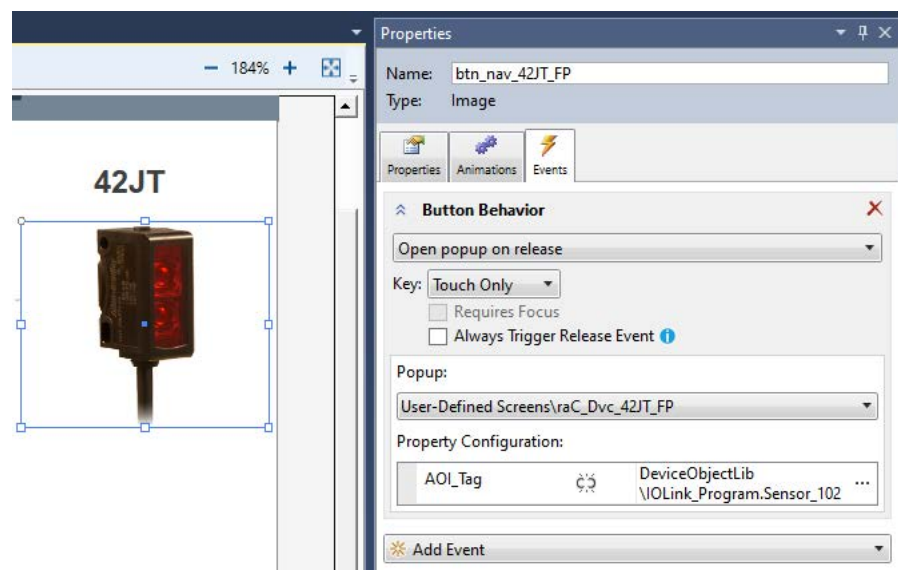 Properties
184%
Name: btn_nav_42JT_FP
Type: Image
Properties
Animations
Events
42JT
Button Behavior
Open popup on release
Key: Touch Only
Requires Focus
Always Trigger Release Event
Popup:
User-Defined Screens\raC_Dvc_42JT_FP
Property Configuration:
AOI_Tag
DeviceObjectLib
\IOLink_Program.Sensor_102
...
Add Event